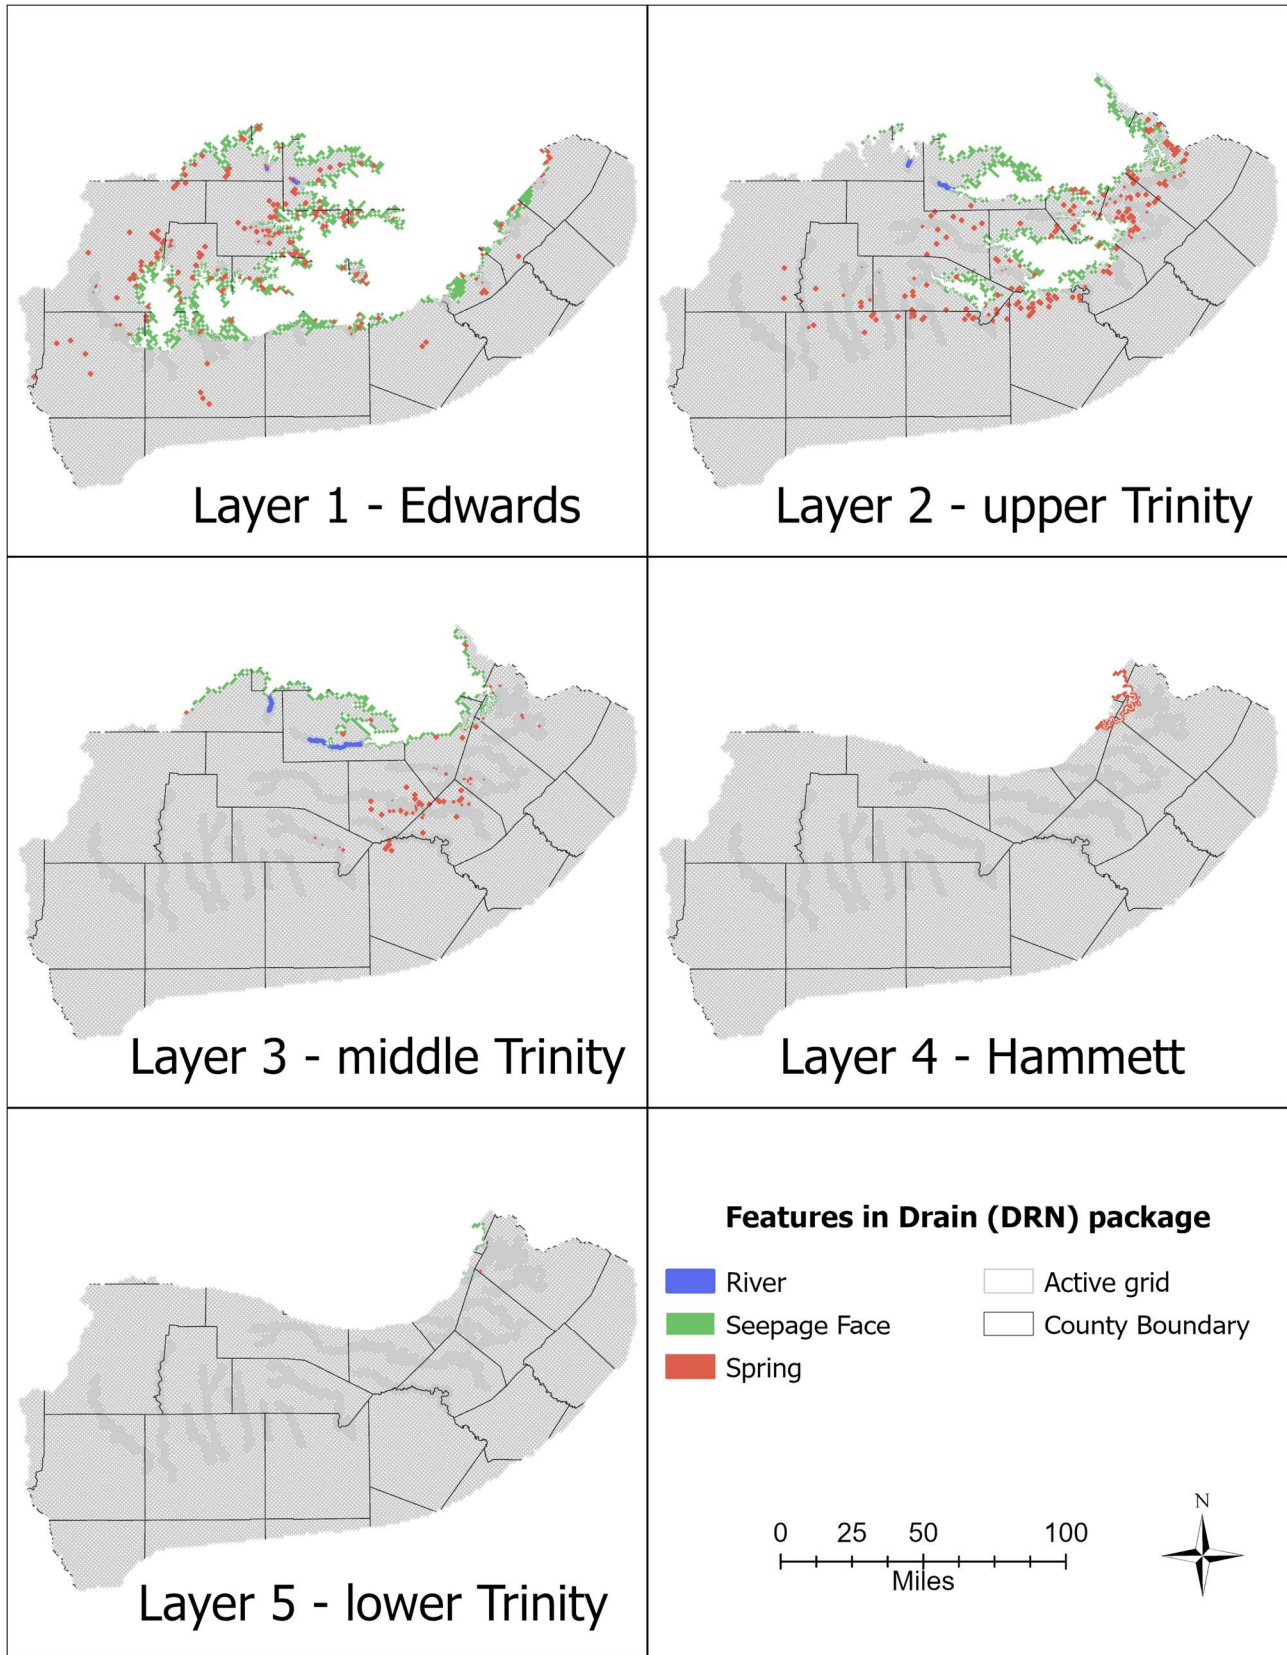 Layer 1 - Edwards
Layer 2 - upper Trinity
Layer 3 - middle Trinity
Layer 4 - Hammett
Layer 5 - lower Trinity
Features in Drain (DRN) package
River
Active grid
Seepage Face
County Boundary
Spring
N
0 25 50 100
Miles